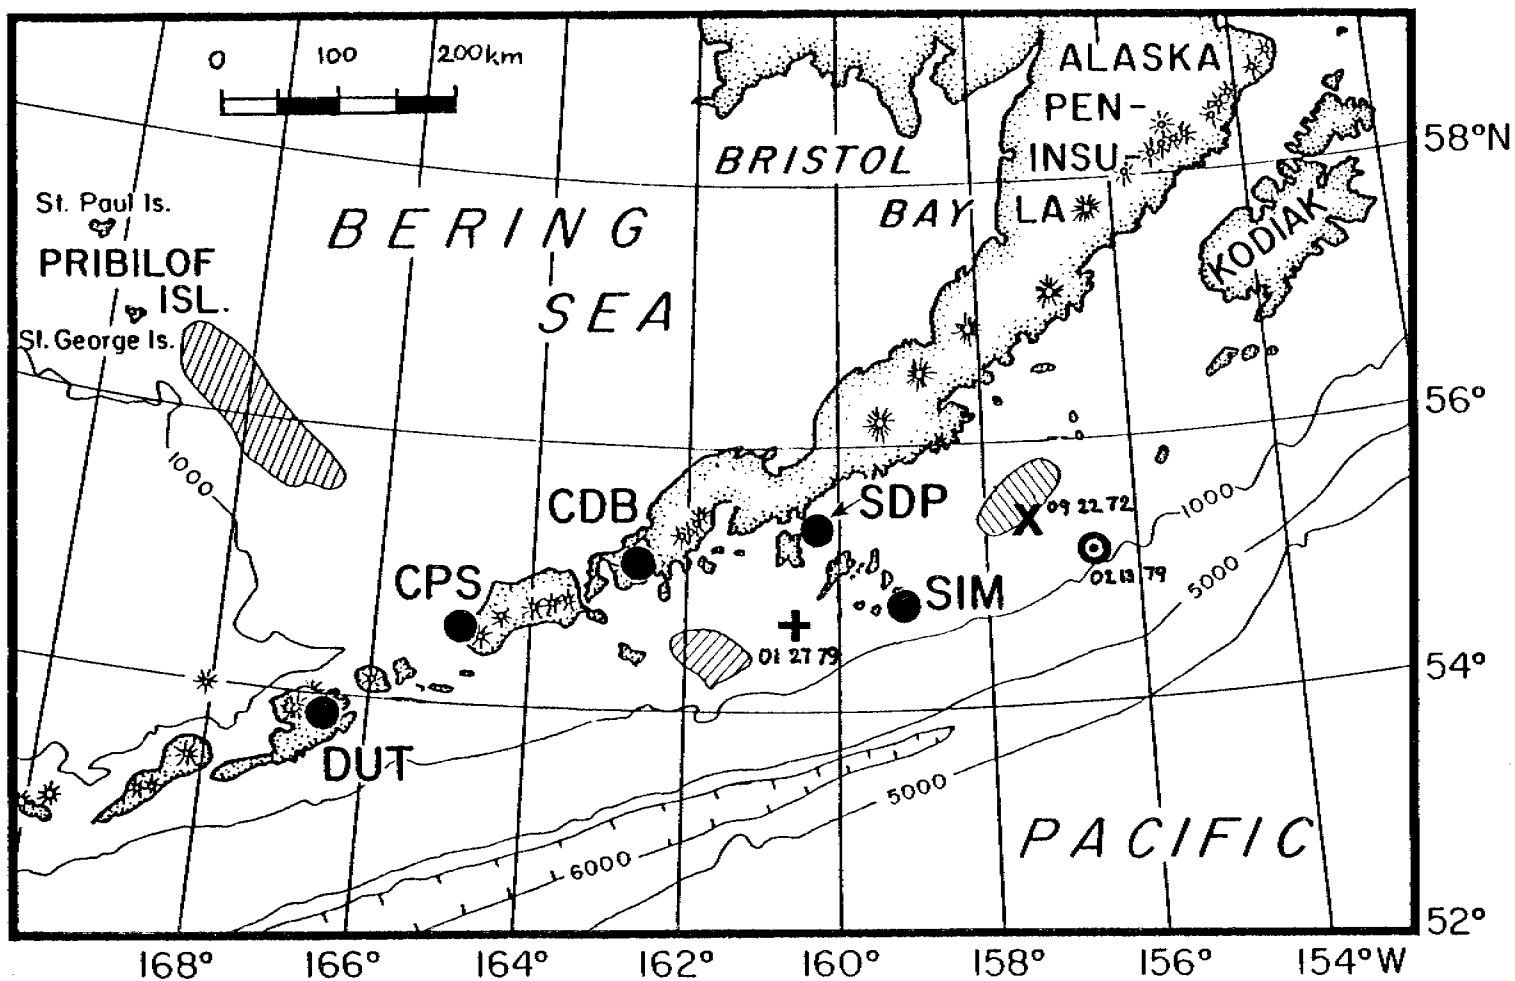 0 100 200km
ALASKA
PEN-
INSU-
LA
58°N
BRISTOL
BAY
St. Paul Is.
BERING
SEA
KODIAK
PRIBILOF
ISL.
St. George Is.
56°
1000
CDB
SDP
09 22 72
1000
CPS
SIM
02 13 79
5000
01 27 79
54°
DUT
5000
6000
PACIFIC
52°
168° 166° 164° 162° 160° 158° 156° 154°W